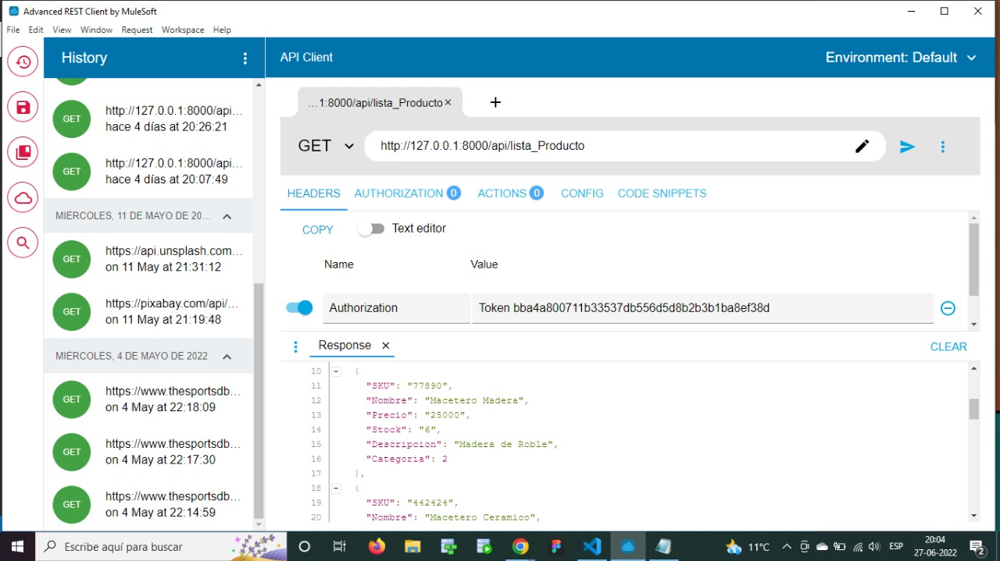 Advanced REST Client by MuleSoft
File Edit View Window Request Workspace Help
History
GET
http://127.0.0.1:8000/api...
hace 4 días at 20:26:21
GET
http://127.0.0.1:8000/api...
hace 4 días at 20:07:49
MIÉRCOLES, 11 DE MAYO DE 20...
GET
https://api.unsplash.com...
on 11 May at 21:31:12
GET
https://pixabay.com/api/...
on 11 May at 21:19:48
MIÉRCOLES, 4 DE MAYO DE 2022
GET
https://www.thesportsdb...
on 4 May at 22:18:09
GET
https://www.thesportsdb...
on 4 May at 22:17:30
GET
https://www.thesportsdb...
on 4 May at 22:14:59
API Client
Environment: Default
...1:8000/api/lista_Producto
GET http://127.0.0.1:8000/api/lista_Producto
HEADERS AUTHORIZATION 0 ACTIONS 0 CONFIG CODE SNIPPETS
COPY Text editor
Name Value
Authorization Token bba4a800711b33537db556d5d8b2b3b1ba8ef38d
Response CLEAR
10 {
11 "SKU": "77890",
12 "Nombre": "Macetero Madera",
13 "Precio": "25000",
14 "Stock": "6",
15 "Descripcion": "Madera de Roble",
16 "Categoria": 2
17 },
18 {
19 "SKU": "442424",
20 "Nombre": "Macetero Ceramico",
Escribe aquí para buscar
11°C
ESP
20:04
27-06-2022
2